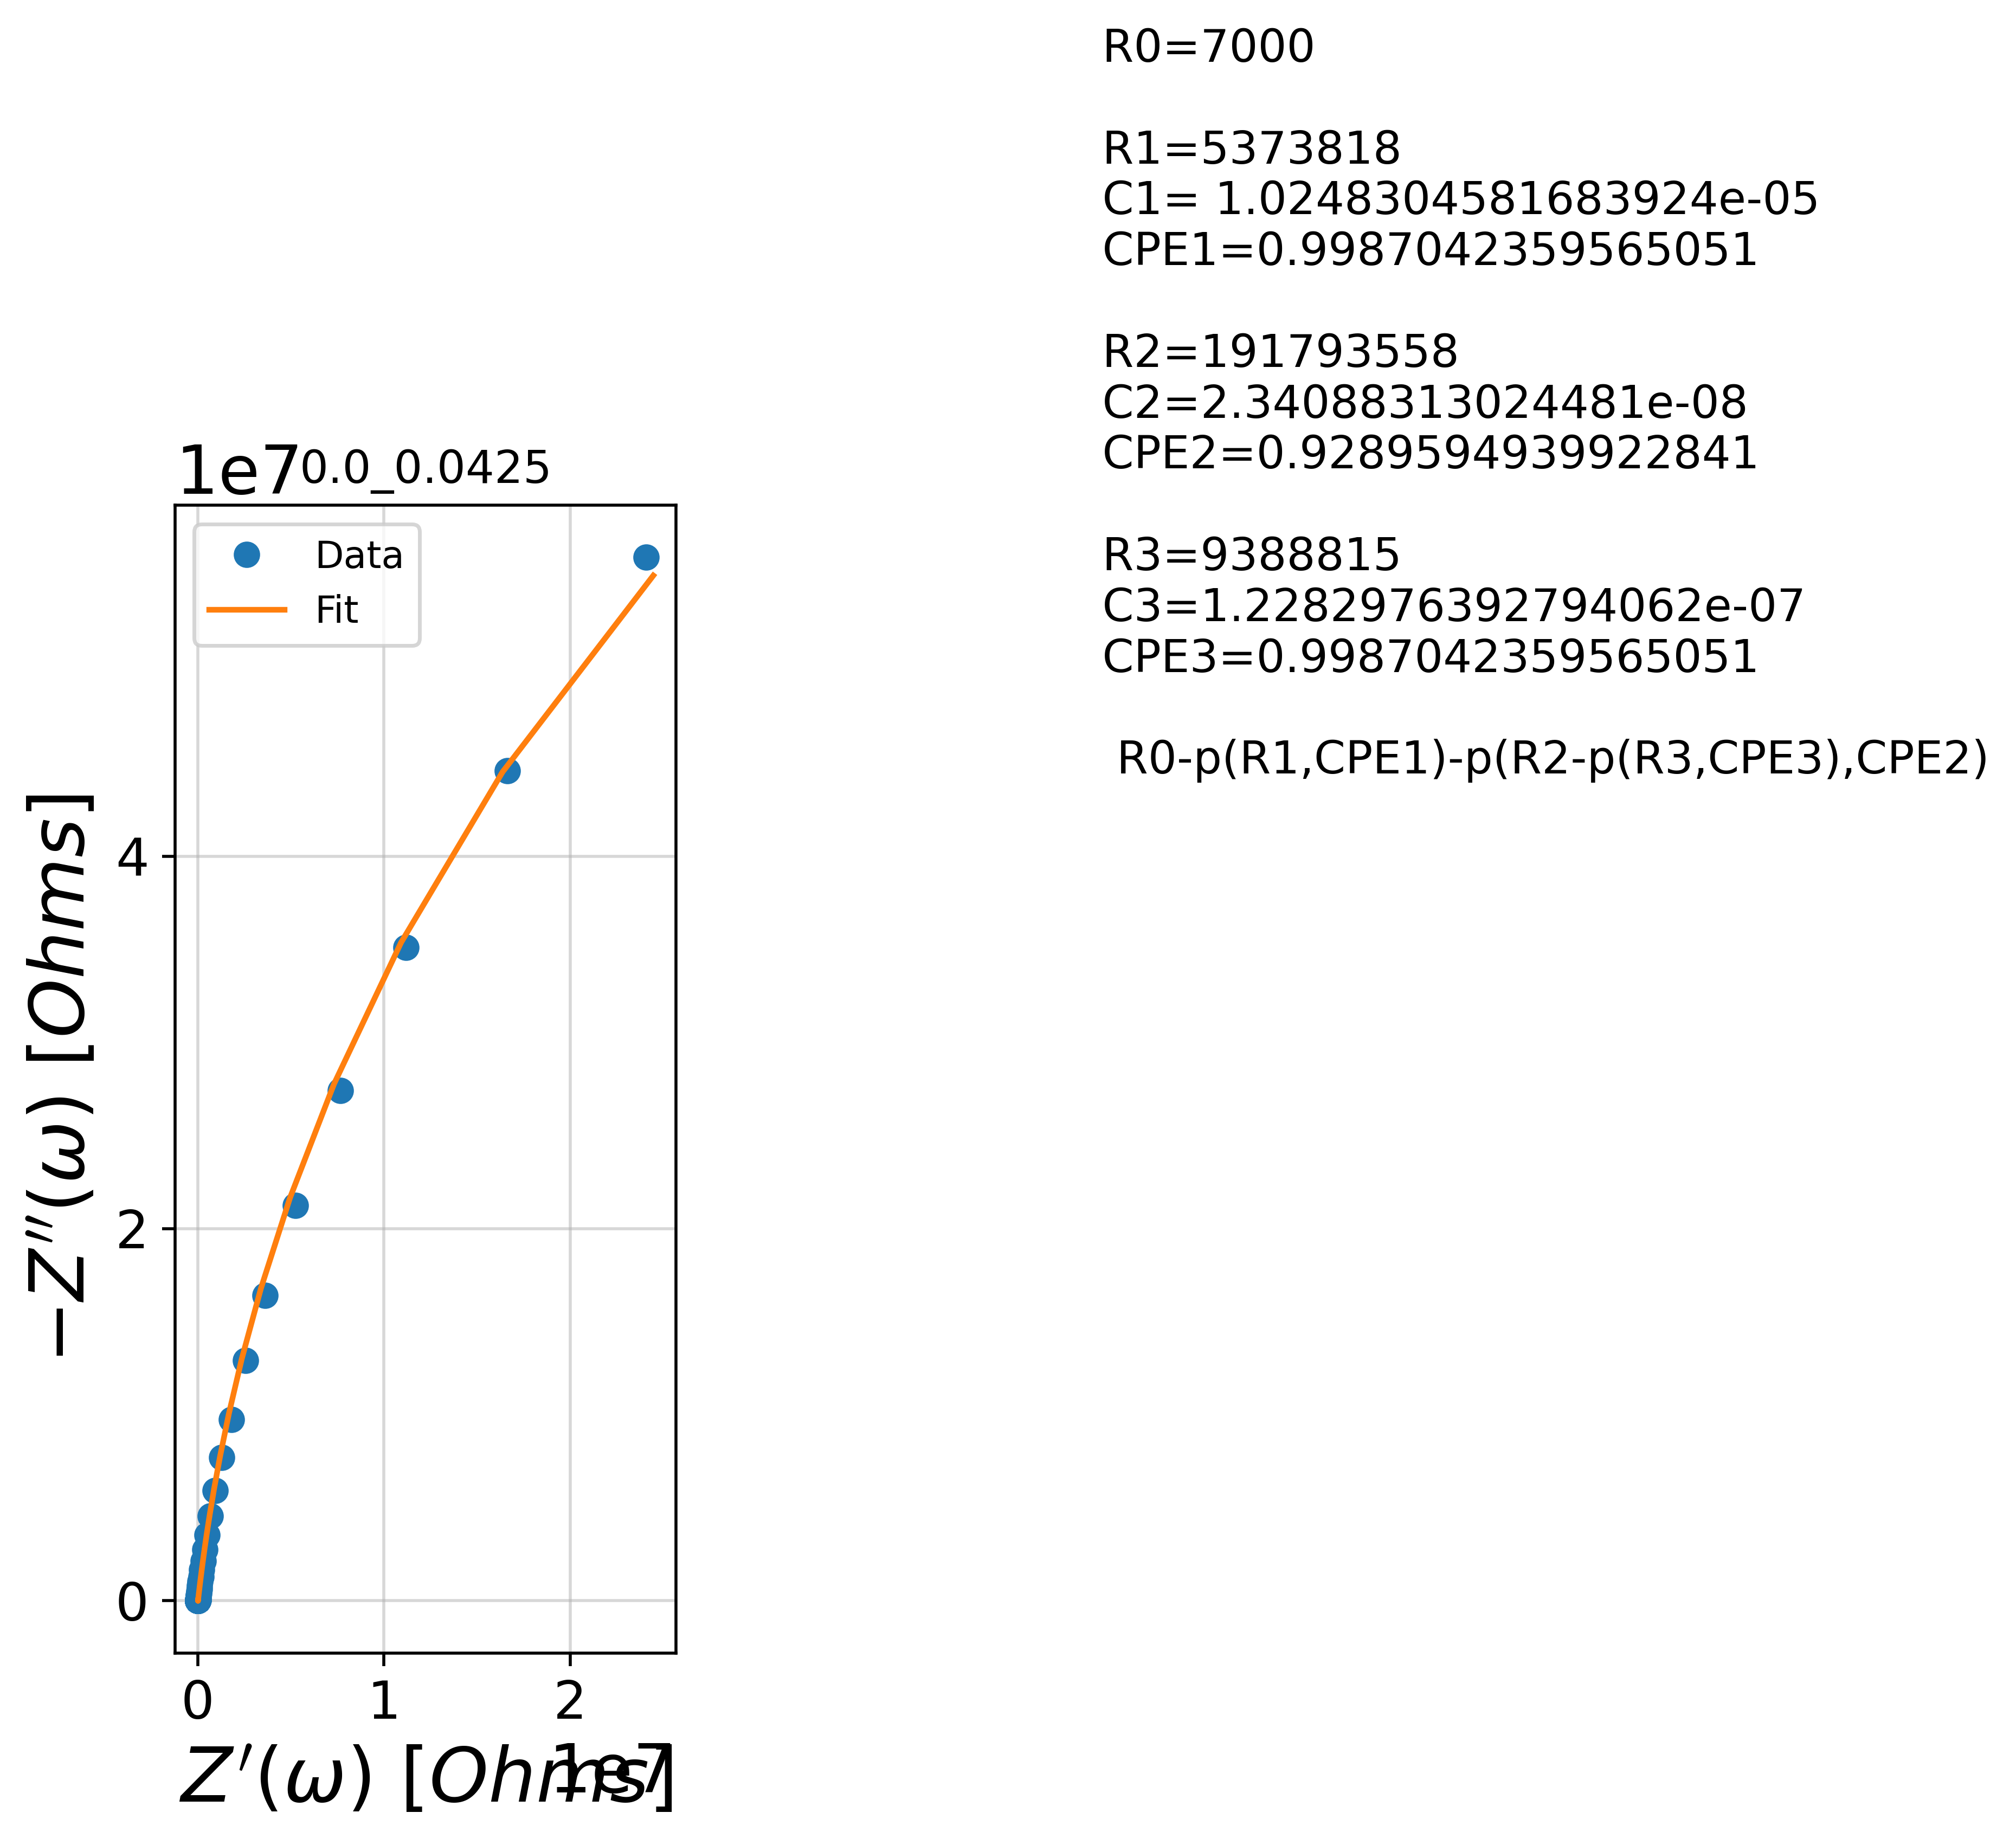 R0=7000
R1=5373818
C1= 1.0248304581683924e-05
CPE1=0.9987042359565051
R2=191793558
C2=2.34088313024481e-08
CPE2=0.9289594939922841
R3=9388815
C3=1.2282976392794062e-07
CPE3=0.9987042359565051
R0-p(R1,CPE1)-p(R2-p(R3,CPE3),CPE2)
1e7
0.0_0.0425
Data
Fit
4
2
0
−Z′′(ω) [Ohms]
0 1 2
Z′(ω) [Ohms]
1e7